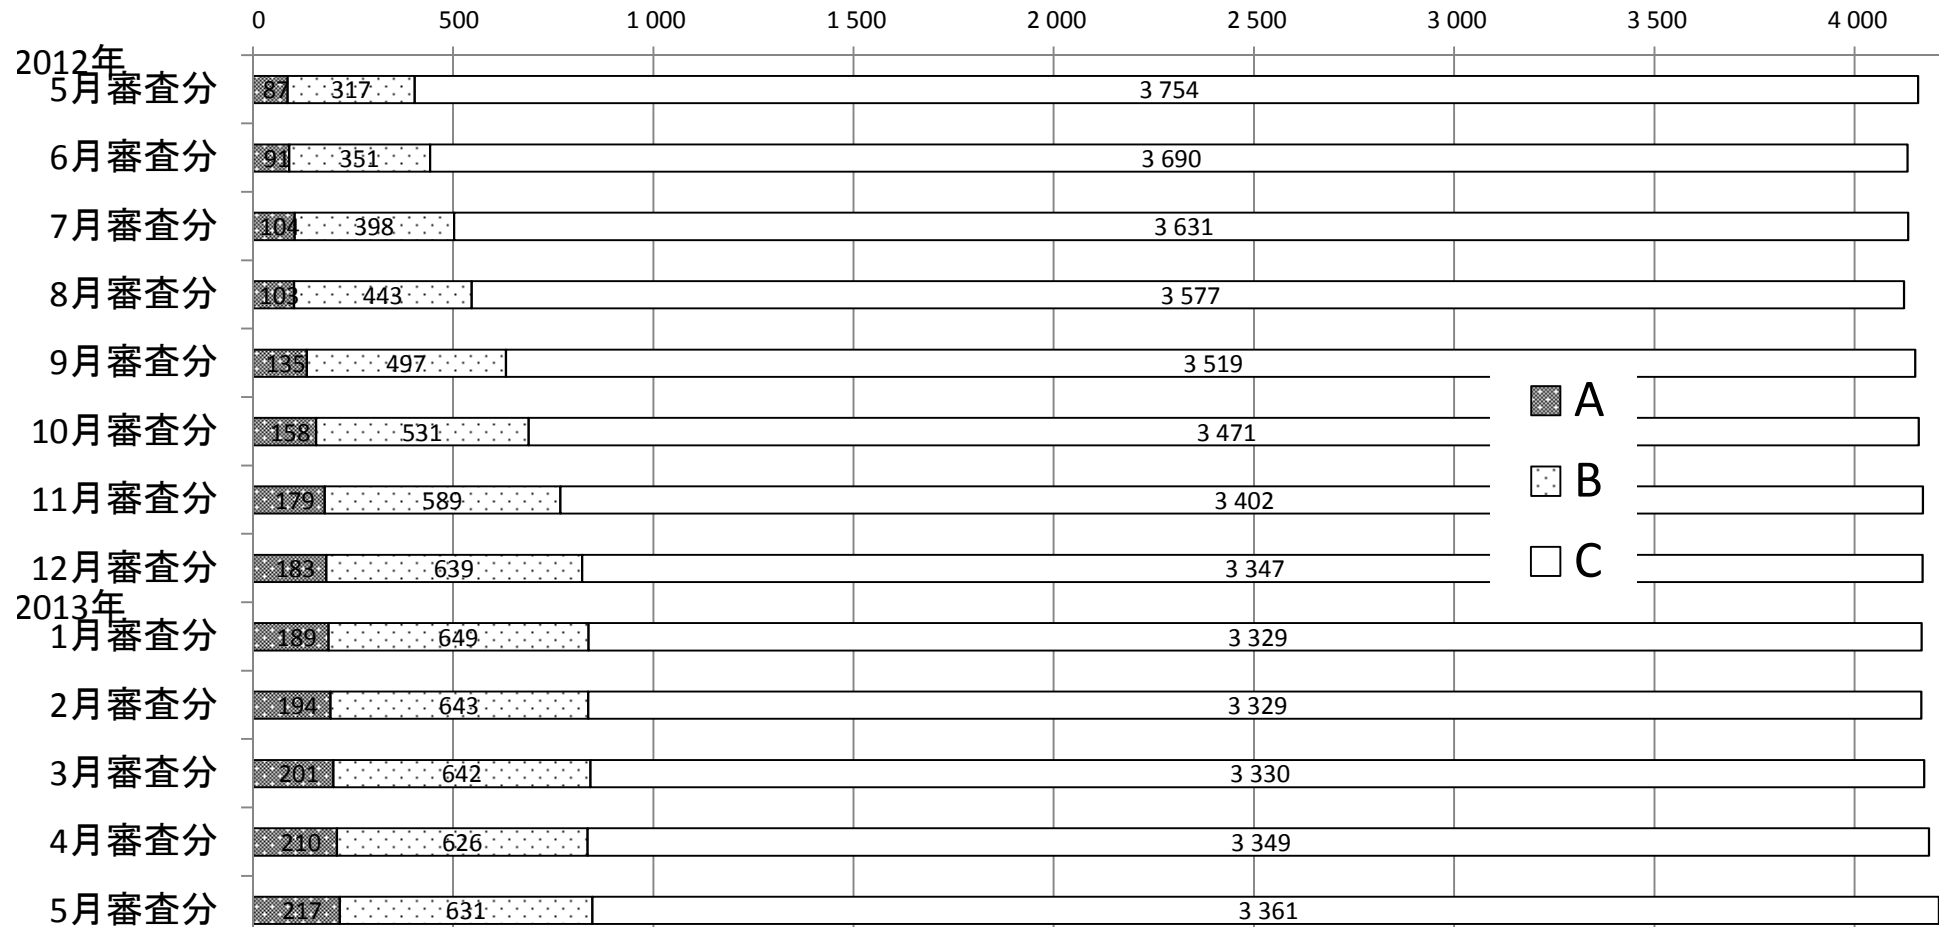 0 500 1 000 1 500 2 000 2 500 3 000 3 500 4 000
2012年
5月審査分 87 317 3 754
6月審査分 91 351 3 690
7月審査分 104 398 3 631
8月審査分 103 443 3 577
9月審査分 135 497 3 519
A
10月審査分 158 531 3 471
B
11月審査分 179 589 3 402
C
12月審査分 183 639 3 347
2013年
1月審査分 189 649 3 329
2月審査分 194 643 3 329
3月審査分 201 642 3 330
4月審査分 210 626 3 349
5月審査分 217 631 3 361